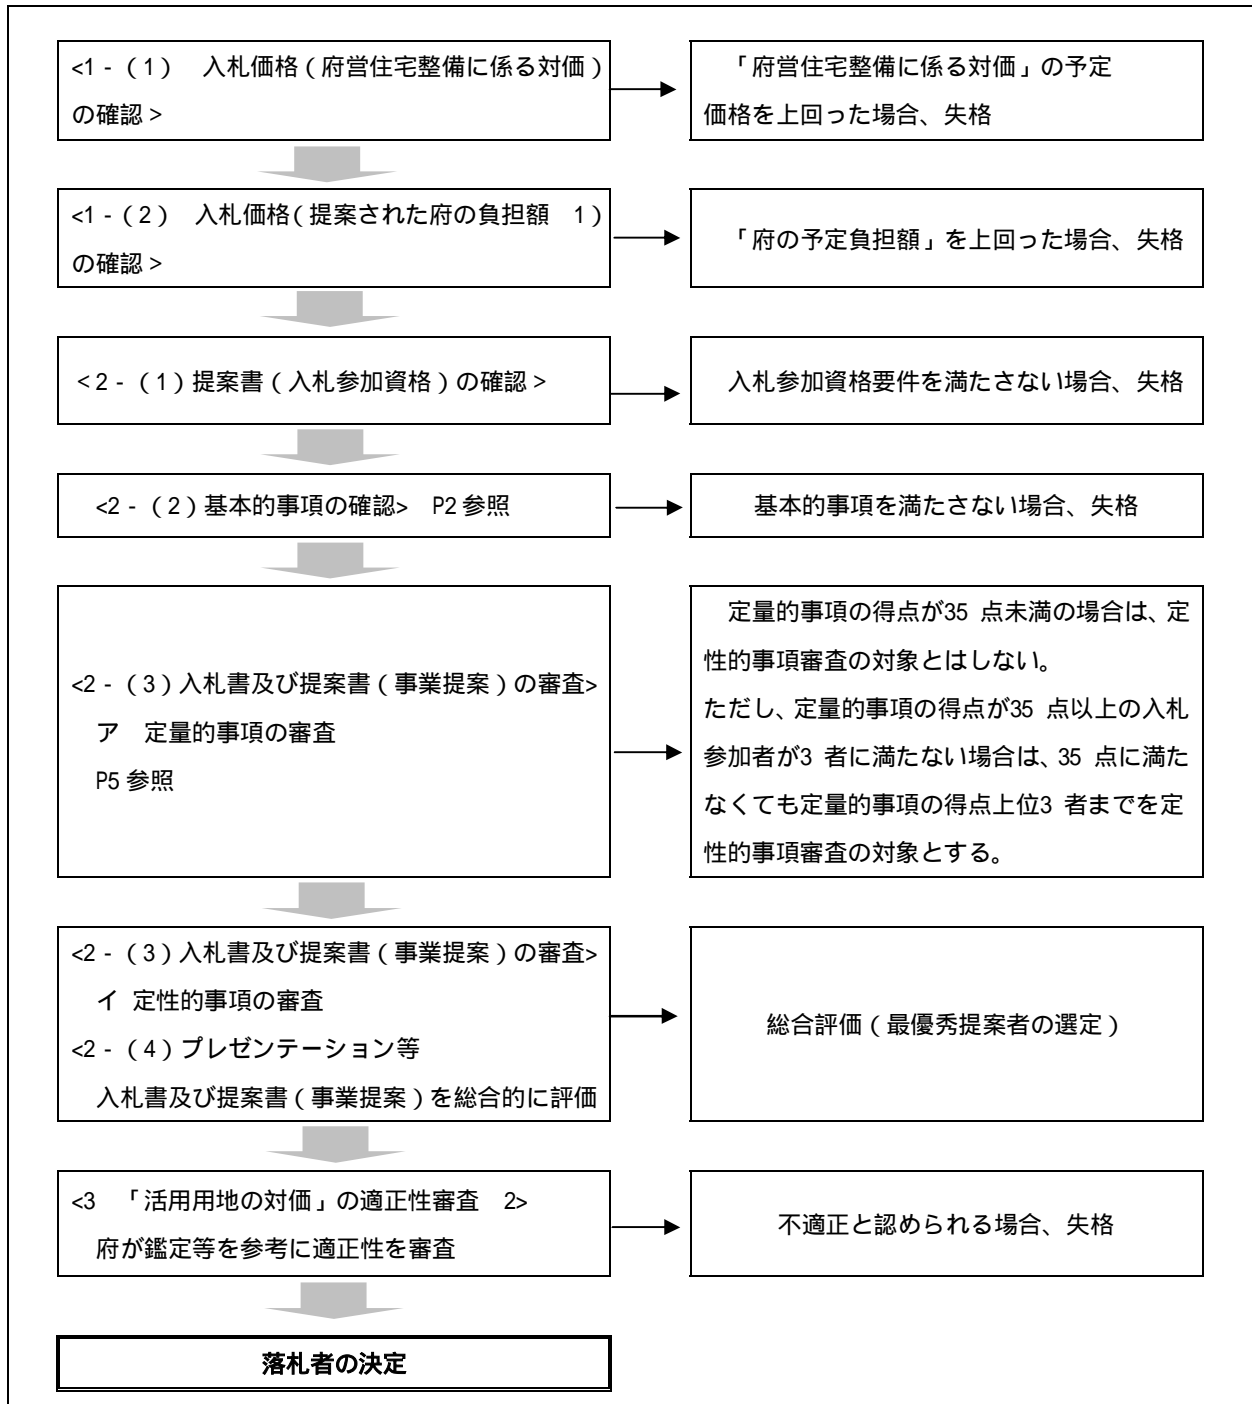 <1‐（1） 入札価格（府営住宅整備に係る対価）
の確認＞
「府営住宅整備に係る対価」の予定
価格を上回った場合、失格
<1‐（2） 入札価格（提案された府の負担額 1）
の確認＞
「府の予定負担額」を上回った場合、失格
＜2‐（1）提案書（入札参加資格）の確認＞
入札参加資格要件を満たさない場合、失格
<2‐（2）基本的事項の確認> P2 参照
基本的事項を満たさない場合、失格
<2‐（3）入札書及び提案書（事業提案）の審査>
ア 定量的事項の審査
P5 参照
定量的事項の得点が35 点未満の場合は、定
性的事項審査の対象とはしない。
ただし、定量的事項の得点が35 点以上の入札
参加者が3 者に満たない場合は、35 点に満た
なくても定量的事項の得点上位3 者までを定
性的事項審査の対象とする。
<2‐（3）入札書及び提案書（事業提案）の審査>
イ 定性的事項の審査
<2‐（4）プレゼンテーション等
入札書及び提案書（事業提案）を総合的に評価
総合評価（最優秀提案者の選定）
<3 「活用用地の対価」の適正性審査 2>
府が鑑定等を参考に適正性を審査
不適正と認められる場合、失格
落札者の決定